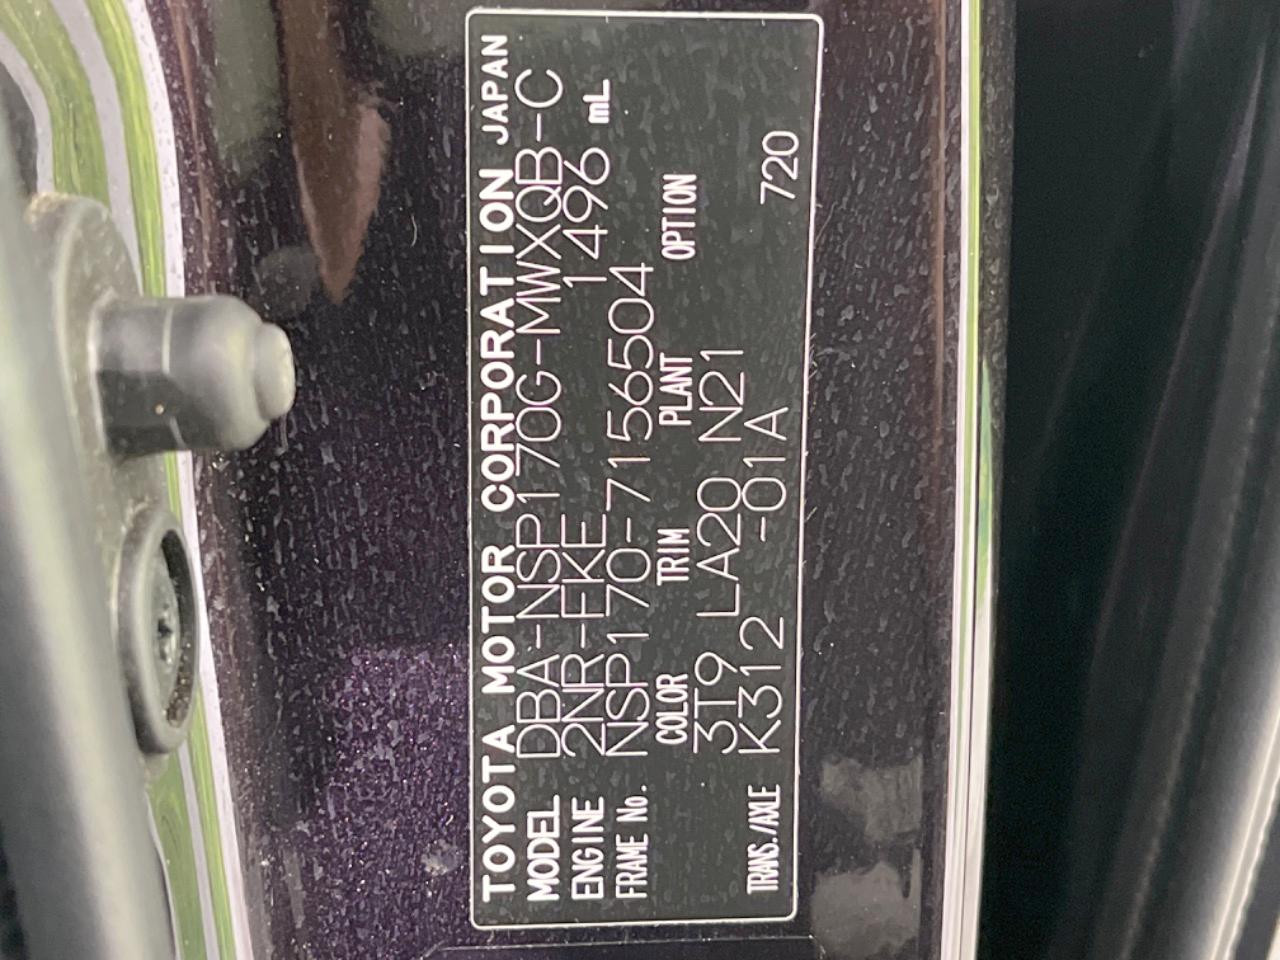 TOYOTA MOTOR CORPORATION JAPAN
MODEL DBA-NSP170G-MWXQB-C
ENGINE 2NR-FKE 1496 mL
FRAME No. NSP170-7156504
COLOR TRIM PLANT OPTION
3T9 LA20 N21
TRANS./AXLE K312 -01A 720